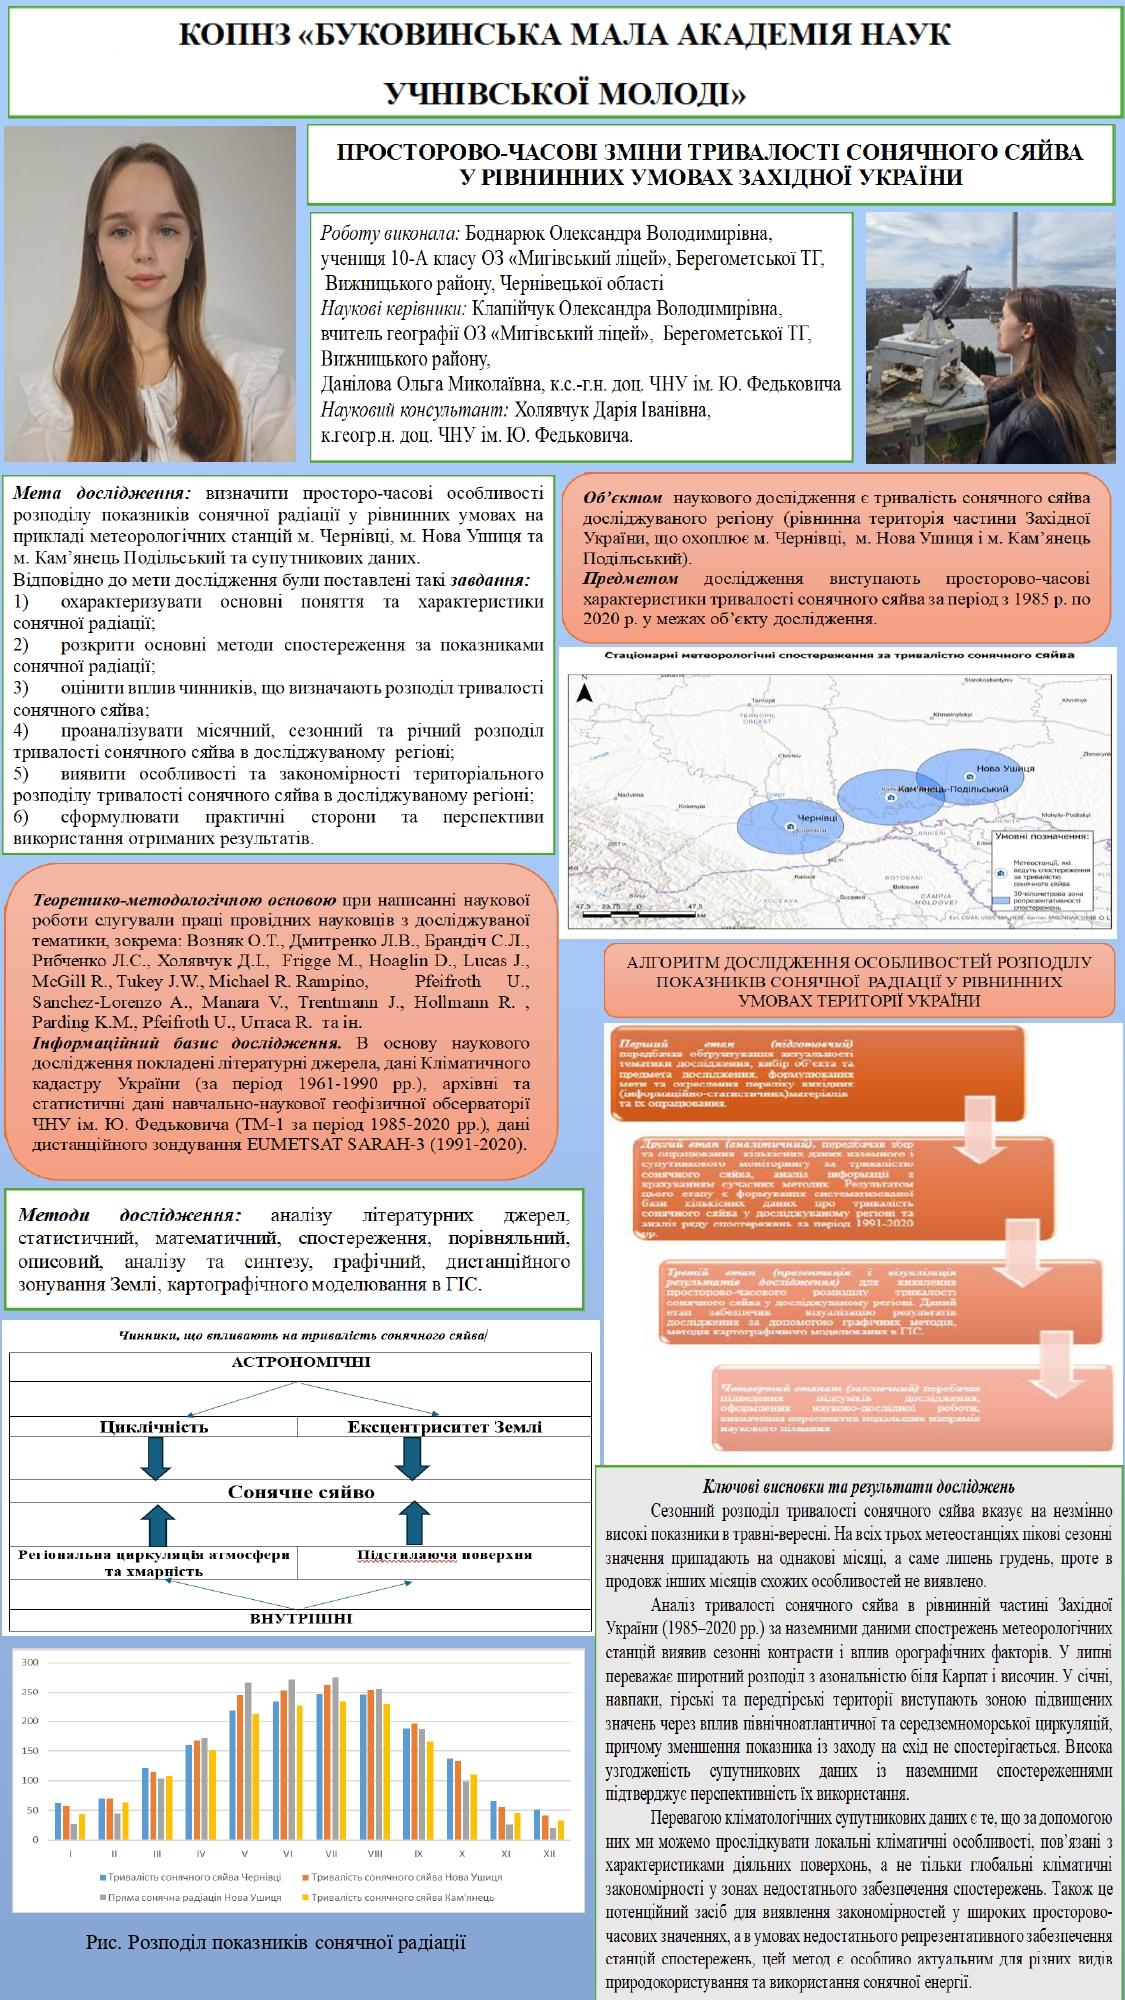 КОПНЗ «БУКОВИНСЬКА МАЛА АКАДЕМІЯ НАУК
УЧНІВСЬКОЇ МОЛОДІ»
ПРОСТОРОВО-ЧАСОВІ ЗМІНИ ТРИВАЛОСТІ СОНЯЧНОГО СЯЙВА
У РІВНИННИХ УМОВАХ ЗАХІДНОЇ УКРАЇНИ
Роботу виконала: Боднарюк Олександра Володимирівна,
учениця 10-А класу ОЗ «Мигівський ліцей», Берегометської ТГ,
Вижницького району, Чернівецької області
Наукові керівники: Клапійчук Олександра Володимирівна,
вчитель географії ОЗ «Мигівський ліцей», Берегометської ТГ,
Вижницького району,
Данілова Ольга Миколаївна, к.с.-г.н. доц. ЧНУ ім. Ю. Федьковича
Науковий консультант: Холявчук Дарія Іванівна,
к.геогр.н. доц. ЧНУ ім. Ю. Федьковича.
Мета дослідження: визначити просторо-часові особливості
розподілу показників сонячної радіації у рівнинних умовах на
прикладі метеорологічних станцій м. Чернівці, м. Нова Ушиця та
м. Кам’янець Подільський та супутникових даних.
Відповідно до мети дослідження були поставлені такі завдання:
1) охарактеризувати основні поняття та характеристики
сонячної радіації;
2) розкрити основні методи спостереження за показниками
сонячної радіації;
3) оцінити вплив чинників, що визначають розподіл тривалості
сонячного сяйва;
4) проаналізувати місячний, сезонний та річний розподіл
тривалості сонячного сяйва в досліджуваному регіоні;
5) виявити особливості та закономірності територіального
розподілу тривалості сонячного сяйва в досліджуваному регіоні;
6) сформулювати практичні сторони та перспективи
використання отриманих результатів.
Об’єктом наукового дослідження є тривалість сонячного сяйва
досліджуваного регіону (рівнинна територія частини Західної
України, що охоплює м. Чернівці, м. Нова Ушиця і м. Кам’янець
Подільський).
Предметом дослідження виступають просторово-часові
характеристики тривалості сонячного сяйва за період з 1985 р. по
2020 р. у межах об’єкту дослідження.
Стаціонарні метеорологічні спостереження за тривалістю сонячного сяйва
N
Starokostiantyniv
Ternopil
TERNOPIL
OBLAST
Khmelnytskyi
Khmilnyk
Chortkiv
Zhmeryn
Nadvirna
Kolomyia
Нова Ушиця
Кам’янець-Подільський
Чернівці
Mohyliv-Podilskyi
BRICENI
Radauti
BOTOSANI
Botosani
SUCEAVA
Suceava
CÂMPIA
MOLDOVEI
Умовні позначення:
Метеостанції, які
ведуть спостереження
за тривалістю
сонячного сяйва
30-кілометрова зона
репрезентативності
спостережень
47,5 23,75 0 47,5
Теоретико-методологічною основою при написанні наукової
роботи слугували праці провідних науковців з досліджуваної
тематики, зокрема: Возняк О.Т., Дмитренко Л.В., Брандіч С.Л.,
Рибченко Л.С., Холявчук Д.І., Frigge M., Hoaglin D., Lucas J.,
McGill R., Tukey J.W., Michael R. Rampino, Pfeifroth U.,
Sanchez-Lorenzo A., Manara V., Trentmann J., Hollmann R. ,
Parding K.M., Pfeifroth U., Urraca R. та ін.
Інформаційний базис дослідження. В основу наукового
дослідження покладені літературні джерела, дані Кліматичного
кадастру України (за період 1961-1990 рр.), архівні та
статистичні дані навчально-наукової геофізичної обсерваторії
ЧНУ ім. Ю. Федьковича (ТМ-1 за період 1985-2020 рр.), дані
дистанційного зондування EUMETSAT SARAH-3 (1991-2020).
АЛГОРИТМ ДОСЛІДЖЕННЯ ОСОБЛИВОСТЕЙ РОЗПОДІЛУ
ПОКАЗНИКІВ СОНЯЧНОЇ РАДІАЦІЇ У РІВНИННИХ
УМОВАХ ТЕРИТОРІЇ УКРАЇНИ
Перший етап (підготовчий)
передбачав обґрунтування актуальності
тематики дослідження, вибір об’єкта та
предмета дослідження, формулювання
мети та окреслення переліку вихідних
(інформаційно-статистичних)матеріалів
та їх опрацювання.
Другий етап (аналітичний), передбачає збір
та опрацювання кількісних даних наземного і
супутникового моніторингу за тривалістю
сонячного сяйва, аналіз інформації з
врахуванням сучасних методик. Результатом
цього етапу є формування систематизованої
бази кількісних даних про тривалість
сонячного сяйва у досліджуваному регіоні та
аналіз ряду спостережень за період 1991-2020
рр.
Третій етап (презентація і візуалізація
результатів дослідження) для виявлення
просторово-часового розподілу тривалості
сонячного сяйва у досліджуваному регіоні. Даний
етап забезпечив візуалізацію результатів
дослідження за допомогою графічних методів,
методів картографічного моделювання в ГІС.
Четвертий етапат (заключний) передбачав
підведення підсумків дослідження,
оформлення науково-дослідної роботи,
визначення перспектив подальших напрямів
наукового пізнання
Методи дослідження: аналізу літературних джерел,
статистичний, математичний, спостереження, порівняльний,
описовий, аналізу та синтезу, графічний, дистанційного
зонування Землі, картографічного моделювання в ГІС.
Чинники, що впливають на тривалість сонячного сяйва
АСТРОНОМІЧНІ
Циклічність
Ексцентриситет Землі
Сонячне сяйво
Регіональна циркуляція атмосфери
та хмарність
Підстилаюча поверхня
ВНУТРІШНІ
300
250
200
150
100
50
0
I II III IV V VI VII VIII IX X XI XII
Тривалість сонячного сяйва Чернівці
Тривалість сонячного сяйва Нова Ушиця
Пряма сонячна радіація Нова Ушиця
Тривалість сонячного сяйва Кам'янець
Рис. Розподіл показників сонячної радіації
Ключові висновки та результати досліджень
Сезонний розподіл тривалості сонячного сяйва вказує на незмінно
високі показники в травні-вересні. На всіх трьох метеостанціях пікові сезонні
значення припадають на однакові місяці, а саме липень грудень, проте в
продовж інших місяців схожих особливостей не виявлено.
Аналіз тривалості сонячного сяйва в рівнинній частині Західної
України (1985–2020 рр.) за наземними даними спострежень метеорологічних
станцій виявив сезонні контрасти і вплив орографічних факторів. У липні
переважає широтний розподіл з азональністю біля Карпат і височин. У січні,
навпаки, гірські та передгірські території виступають зоною підвищених
значень через вплив північноатлантичної та середземноморської циркуляцій,
причому зменшення показника із заходу на схід не спостерігається. Висока
узгодженість супутникових даних із наземними спостереженнями
підтверджує перспективність їх використання.
Перевагою кліматологічних супутникових даних є те, що за допомогою
них ми можемо прослідкувати локальні кліматичні особливості, пов’язані з
характеристиками діяльних поверхонь, а не тільки глобальні кліматичні
закономірності у зонах недостатнього забезпечення спостережень. Також це
потенційний засіб для виявлення закономірностей у широких просторово-
часових значеннях, а в умовах недостатнього репрезентативного забезпечення
станцій спостережень, цей метод є особливо актуальним для різних видів
природокористування та використання сонячної енергії.